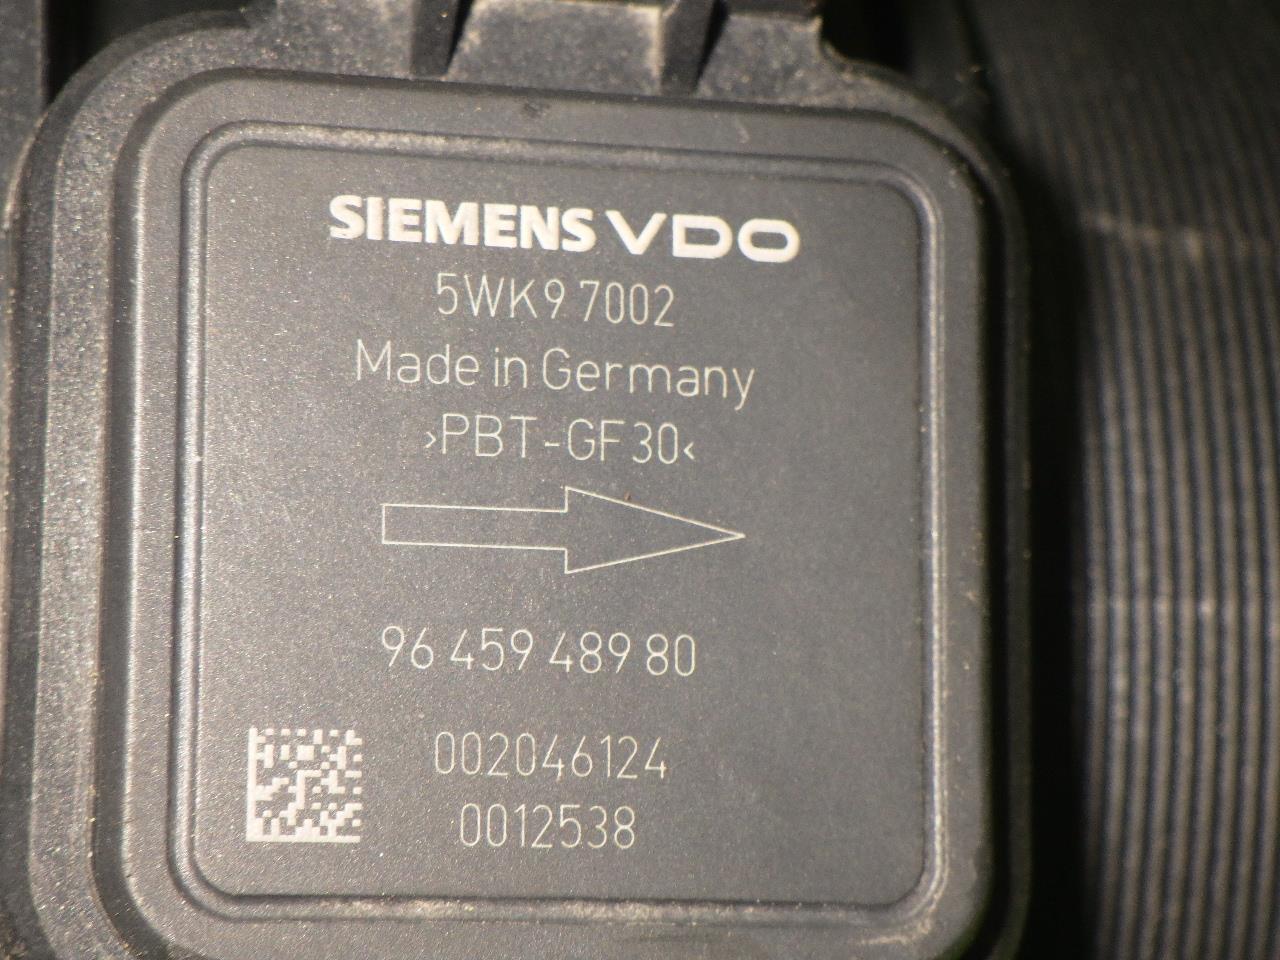 SIEMENS VDO
5WK9 7002
Made in Germany
>PBT-GF30<
96 459 489 80
002046124
0012538